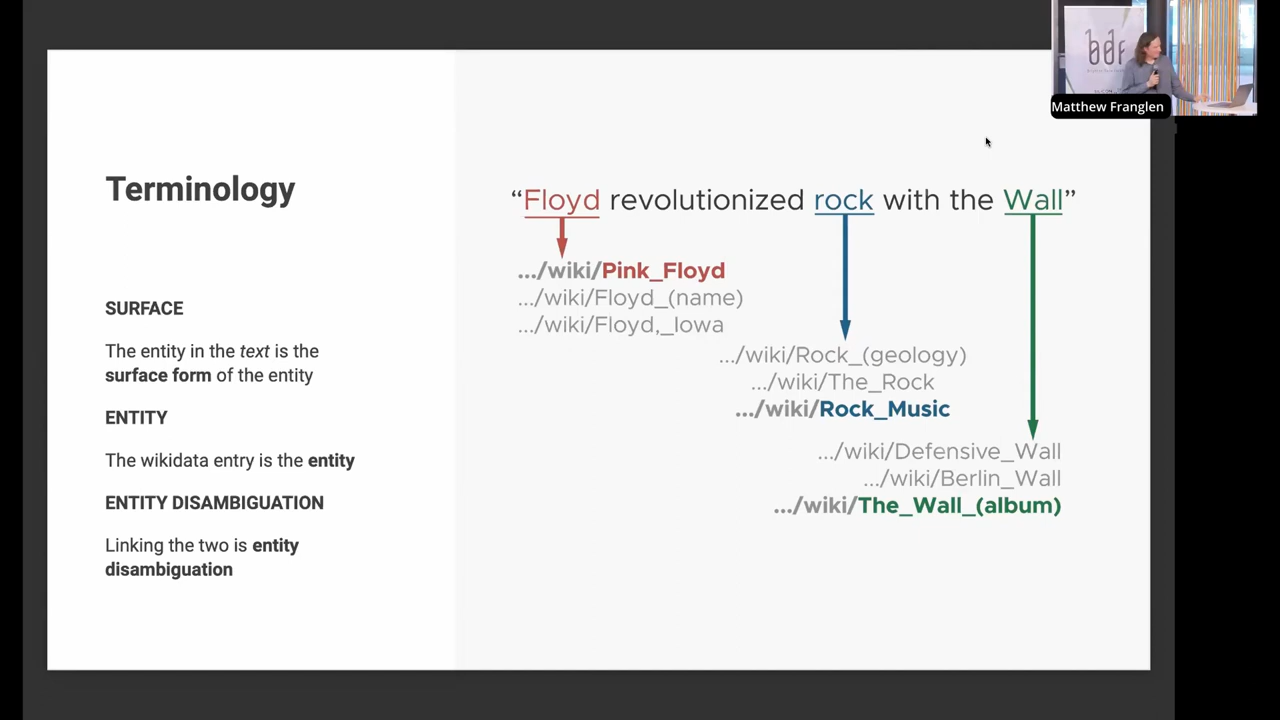 Terminology
SURFACE
The entity in the text is the
surface form of the entity
ENTITY
The wikidata entry is the entity
ENTITY DISAMBIGUATION
Linking the two is entity
disambiguation
“Floyd revolutionized rock with the Wall”
.../wiki/Pink_Floyd
.../wiki/Floyd_(name)
.../wiki/Floyd,_Iowa
.../wiki/Rock_(geology)
.../wiki/The_Rock
.../wiki/Rock_Music
.../wiki/Defensive_Wall
.../wiki/Berlin_Wall
.../wiki/The_Wall_(album)
bdf
Matthew Franglen